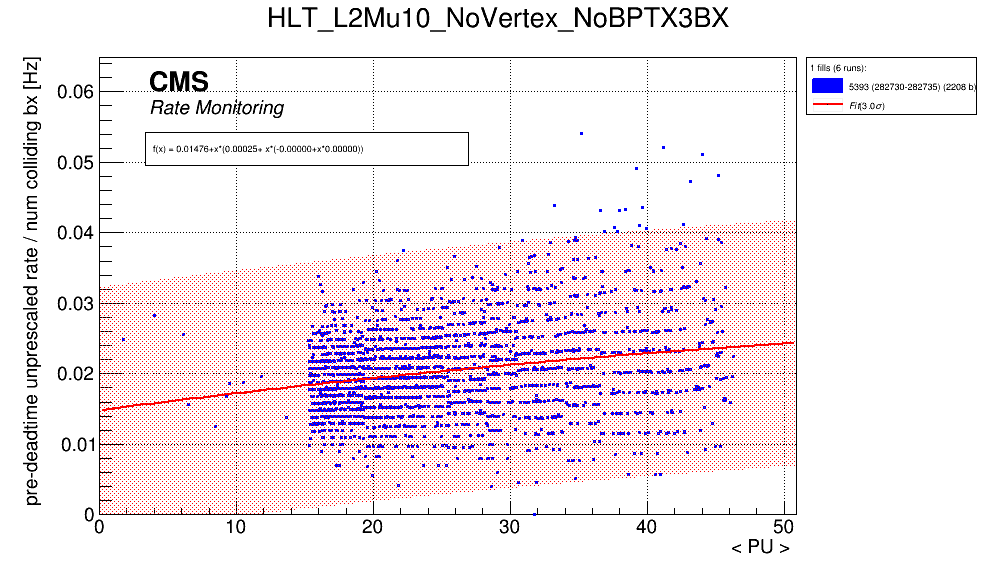 HLT_L2Mu10_NoVertex_NoBPTX3BX
pre-deadtime unprescaled rate / num colliding bx [Hz]
CMS
Rate Monitoring
f(x) = 0.01476+x*(0.00025+ x*(-0.00000+x*0.00000))
0.06
0.05
0.04
0.03
0.02
0.01
0
0 10 20 30 40 50
< PU >
1 fills (6 runs):
5393 (282730-282735) (2208 b)
Fit(3.0σ)